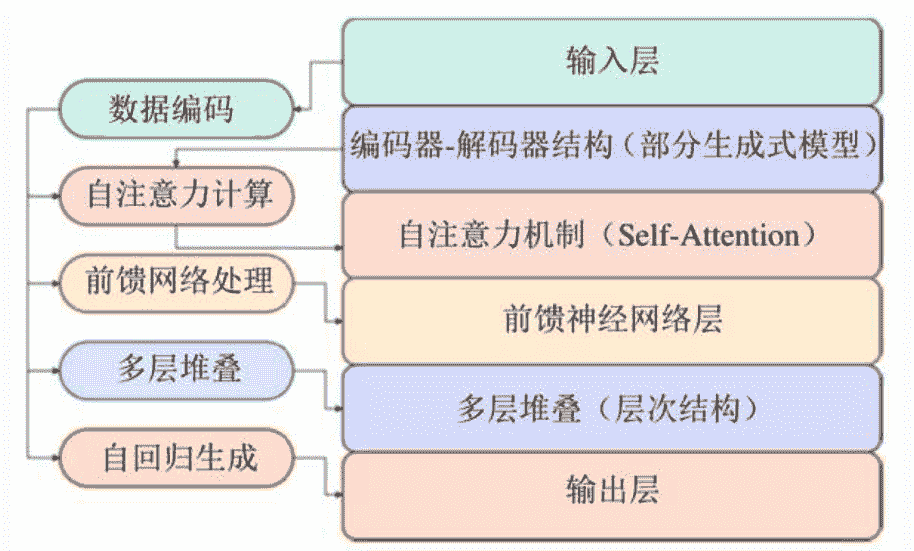 输入层
数据编码
编码器-解码器结构（部分生成式模型）
自注意力计算
自注意力机制（Self-Attention）
前馈网络处理
前馈神经网络层
多层堆叠
多层堆叠（层次结构）
自回归生成
输出层